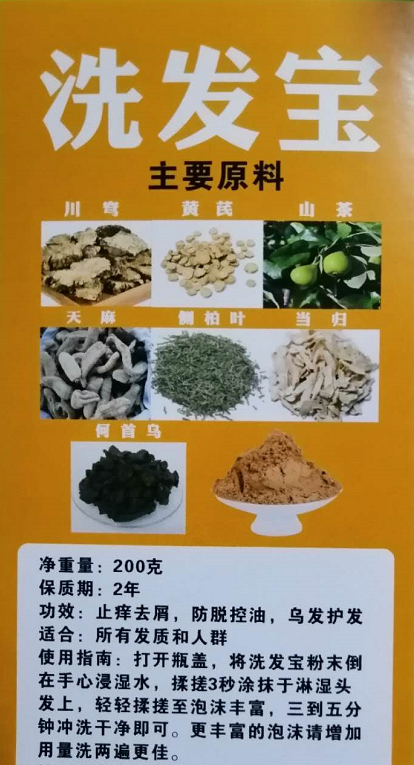 洗发宝
主要原料
川芎 黄芪 山茶
天麻 侧柏叶 当归
何首乌
净重量：200克
保质期：2年
功效：止痒去屑，防脱控油，乌发护发
适合：所有发质和人群
使用指南：打开瓶盖，将洗发宝粉末倒
在手心浸湿水，揉搓3秒涂抹于淋湿头
发上，轻轻揉搓至泡沫丰富，三到五分
钟冲洗干净即可。更丰富的泡沫请增加
用量洗两遍更佳。